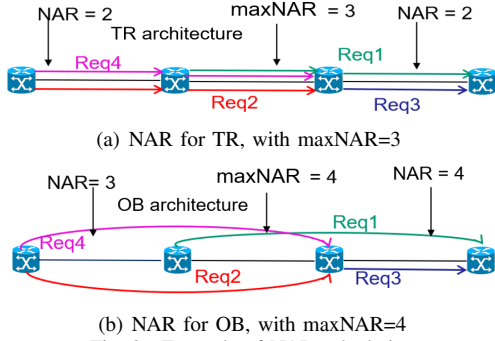 NAR = 2
maxNAR = 3
NAR = 2
TR architecture
Req1
Req4
Req2
Req3
(a) NAR for TR, with maxNAR=3
NAR= 3
maxNAR = 4
NAR = 4
OB architecture
Req1
Req4
Req2
Req3
(b) NAR for OB, with maxNAR=4